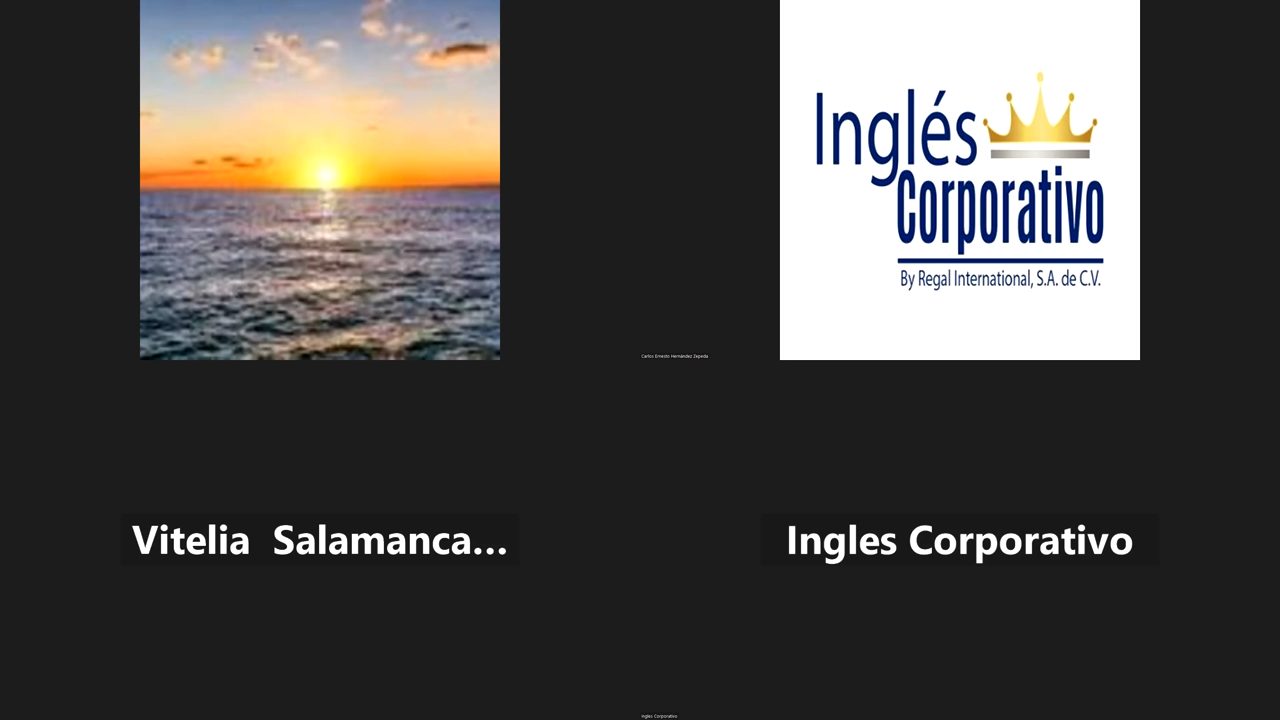 Inglés
Corporativo
By Regal International, S.A. de C.V.
Carlos Ernesto Hernández Zepeda
Vitelia Salamanca...
Ingles Corporativo
Ingles Corporativo